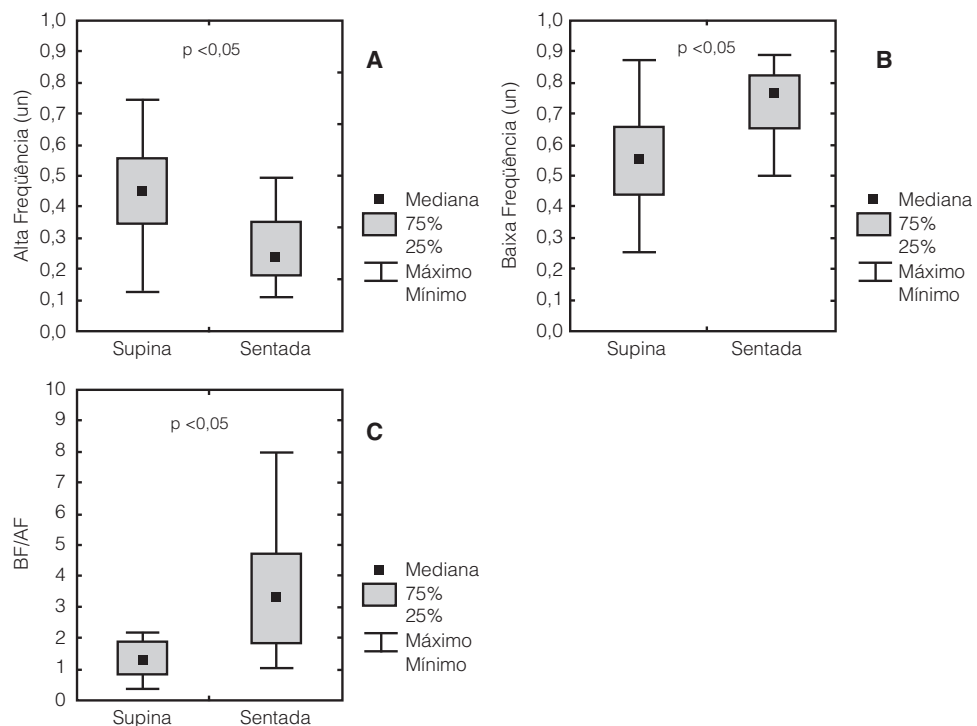 p <0,05
A
Alta Freqüência (un)
1,0
0,9
0,8
0,7
0,6
0,5
0,4
0,3
0,2
0,1
0,0
Supina
Sentada
Mediana
75%
25%
Máximo
Mínimo
p <0,05
B
Baixa Freqüência (un)
1,0
0,9
0,8
0,7
0,6
0,5
0,4
0,3
0,2
0,1
0,0
Supina
Sentada
Mediana
75%
25%
Máximo
Mínimo
p <0,05
C
BF/AF
10
9
8
7
6
5
4
3
2
1
0
Supina
Sentada
Mediana
75%
25%
Máximo
Mínimo